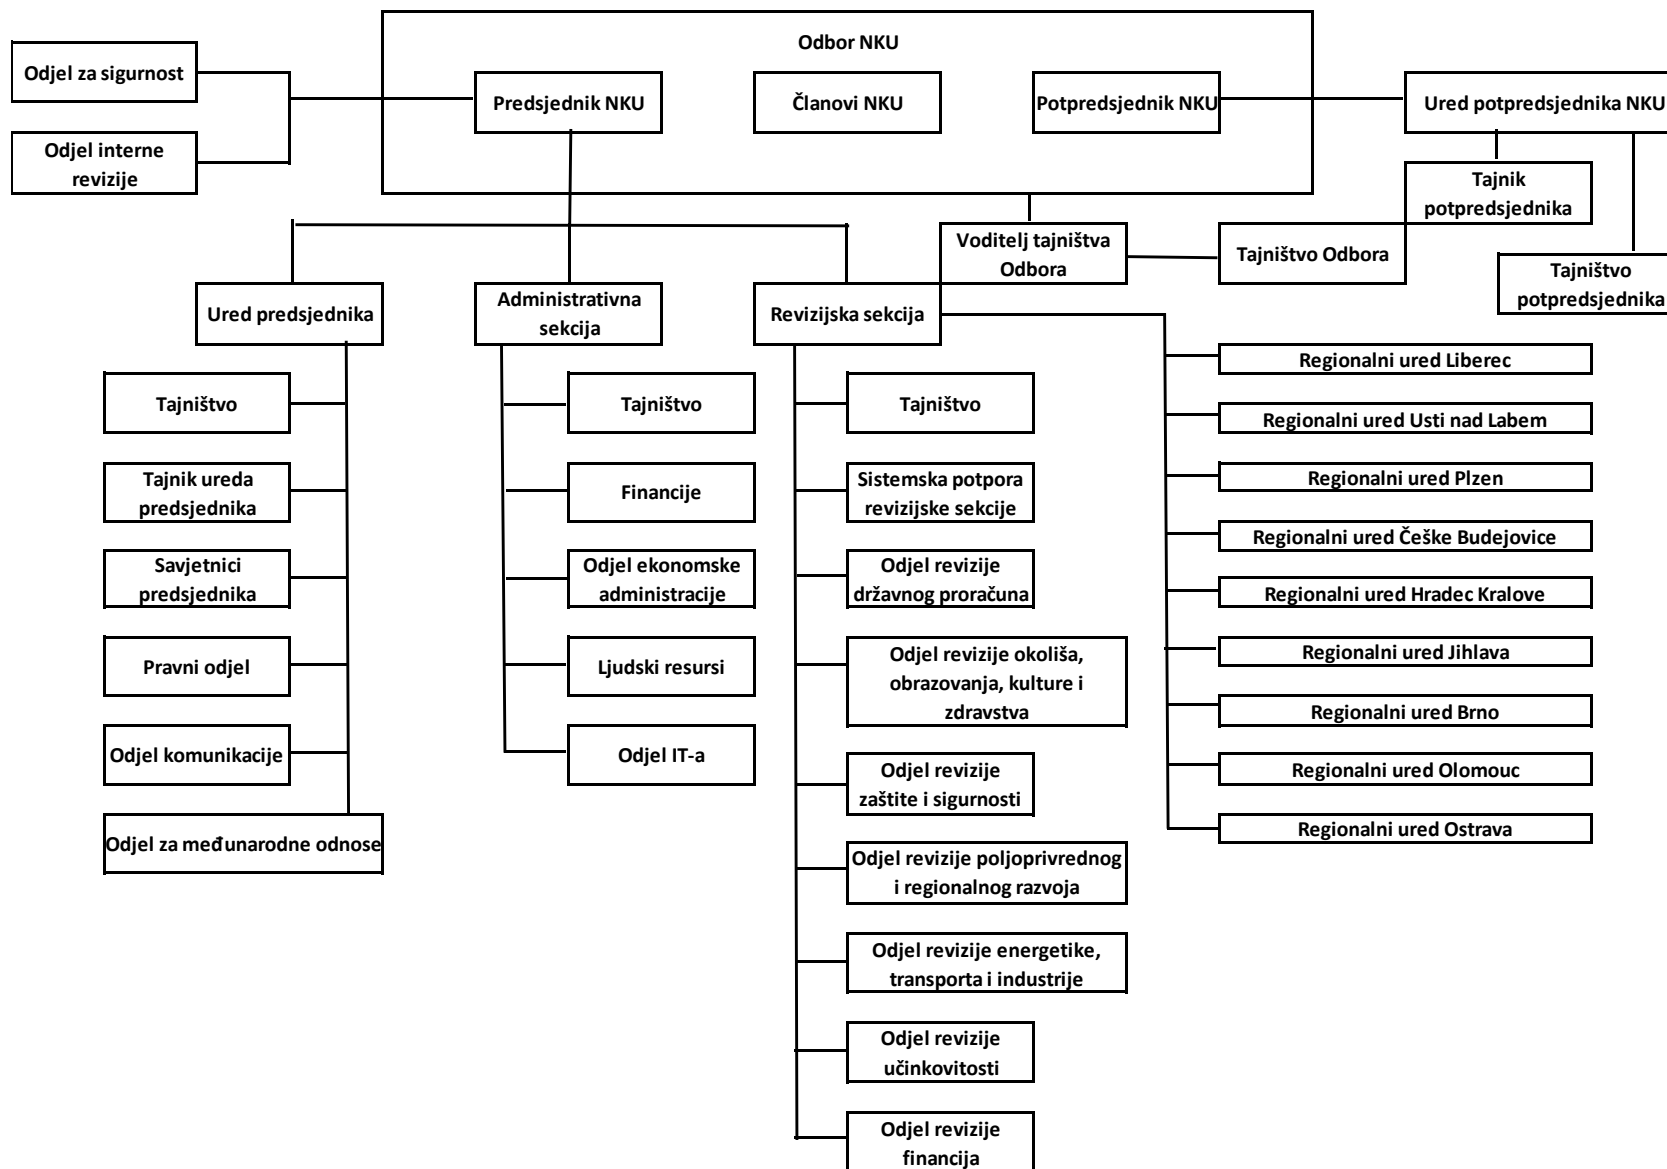 Odbor NKU
Odjel za sigurnost
Predsjednik NKU
Članovi NKU
Potpredsjednik NKU
Ured potpredsjednika NKU
Odjel interne
revizije
Tajnik
potpredsjednika
Voditelj tajništva
Odbora
Tajništvo Odbora
Tajništvo
potpredsjednika
Ured predsjednika
Administrativna
sekcija
Revizijska sekcija
Tajništvo
Tajnik ureda
predsjednika
Savjetnici
predsjednika
Pravni odjel
Odjel komunikacije
Odjel za međunarodne odnose
Tajništvo
Financije
Odjel ekonomske
administracije
Ljudski resursi
Odjel IT-a
Tajništvo
Sistemska potpora
revizijske sekcije
Odjel revizije
državnog proračuna
Odjel revizije okoliša,
obrazovanja, kulture i
zdravstva
Odjel revizije
zaštite i sigurnosti
Odjel revizije poljoprivrednog
i regionalnog razvoja
Odjel revizije energetike,
transporta i industrije
Odjel revizije
učinkovitosti
Odjel revizije
financija
Regionalni ured Liberec
Regionalni ured Usti nad Labem
Regionalni ured Plzen
Regionalni ured Češke Budejovice
Regionalni ured Hradec Kralove
Regionalni ured Jihlava
Regionalni ured Brno
Regionalni ured Olomouc
Regionalni ured Ostrava